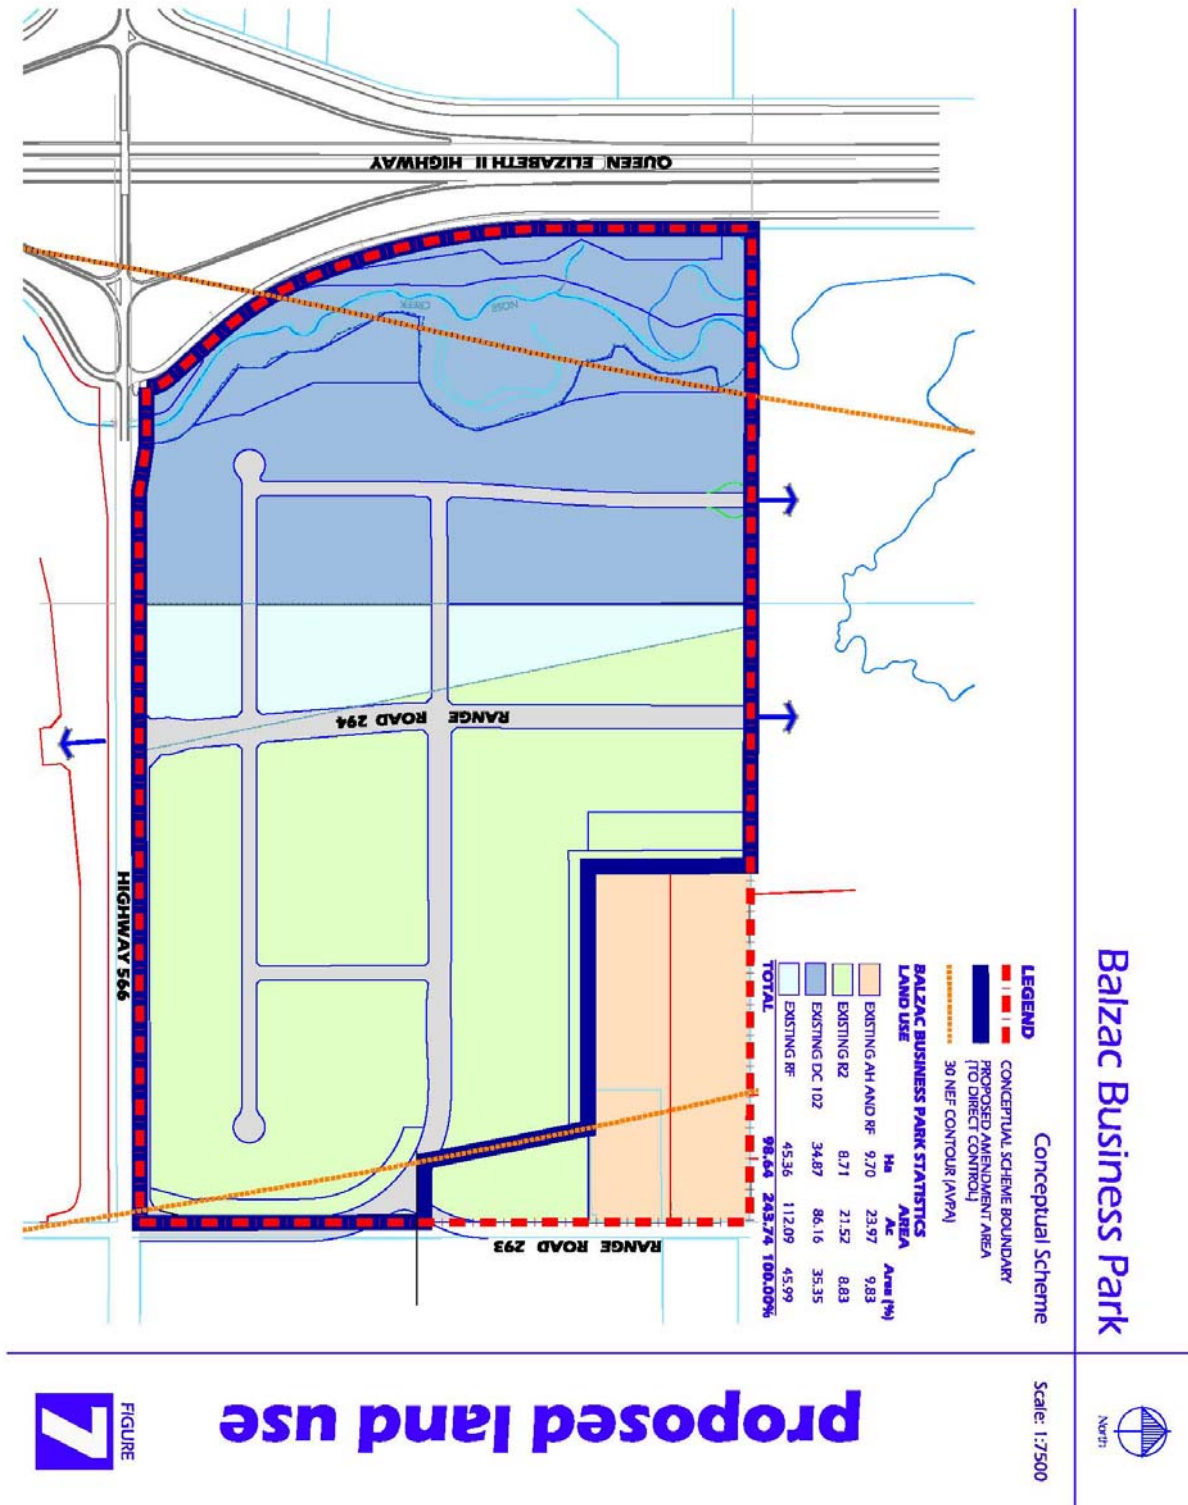 Balzac Business Park
Conceptual Scheme
Scale: 1:7500
North
LEGEND
CONCEPTUAL SCHEME BOUNDARY
PROPOSED AMENDMENT AREA
(TO DIRECT CONTROL)
30 NEF CONTOUR (AVPA)
BALZAC BUSINESS PARK STATISTICS
LAND USE AREA
Ha Ac Area (%)
EXISTING AH AND RF 9.70 23.97 9.83
EXISTING R2 8.71 21.52 8.83
EXISTING DC 102 34.87 86.16 35.35
EXISTING RF 45.36 112.09 45.99
TOTAL 98.64 243.74 100.00%
QUEEN ELIZABETH II HIGHWAY
NOSE CREEK
RANGE ROAD 294
HIGHWAY 566
RANGE ROAD 293
proposed land use
FIGURE
7